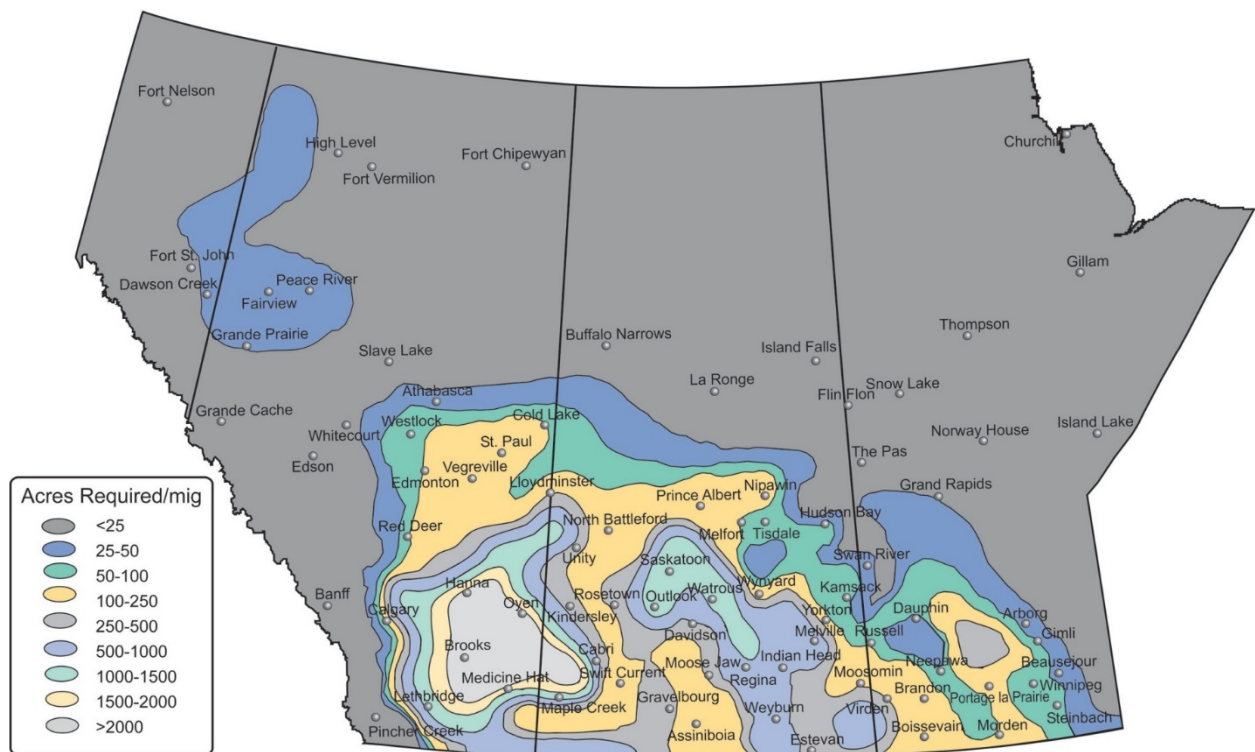 Fort Nelson
High Level
Fort Vermilion
Fort Chipewyan
Churchill
Fort St. John
Dawson Creek
Peace River
Fairview
Grande Prairie
Gillam
Slave Lake
Buffalo Narrows
Island Falls
Thompson
La Ronge
Flin Flon
Snow Lake
Athabasca
Grande Cache
Westlock
Cold Lake
Whitecourt
Norway House
Island Lake
Edson
St. Paul
Vegreville
Edmonton
The Pas
Lloydminster
Prince Albert
Nipawin
Grand Rapids
Red Deer
North Battleford
Melfort
Tisdale
Hudson Bay
Unity
Saskatoon
Swan River
Banff
Hanna
Rosetown
Outlook
Watrous
Wynyard
Kamsack
Calgary
Oyen
Kindersley
Yorkton
Dauphin
Arborg
Davidson
Melville
Russell
Gimli
Brooks
Cabri
Moose Jaw
Indian Head
Neepawa
Beausejour
Medicine Hat
Swift Current
Regina
Moosomin
Winnipeg
Lethbridge
Maple Creek
Gravelbourg
Weyburn
Virden
Brandon
Portage la
Prairie
Steinbach
Pincher Creek
Assiniboia
Estevan
Boissevain
Morden
Acres Required/mig
<25
25-50
50-100
100-250
250-500
500-1000
1000-1500
1500-2000
>2000